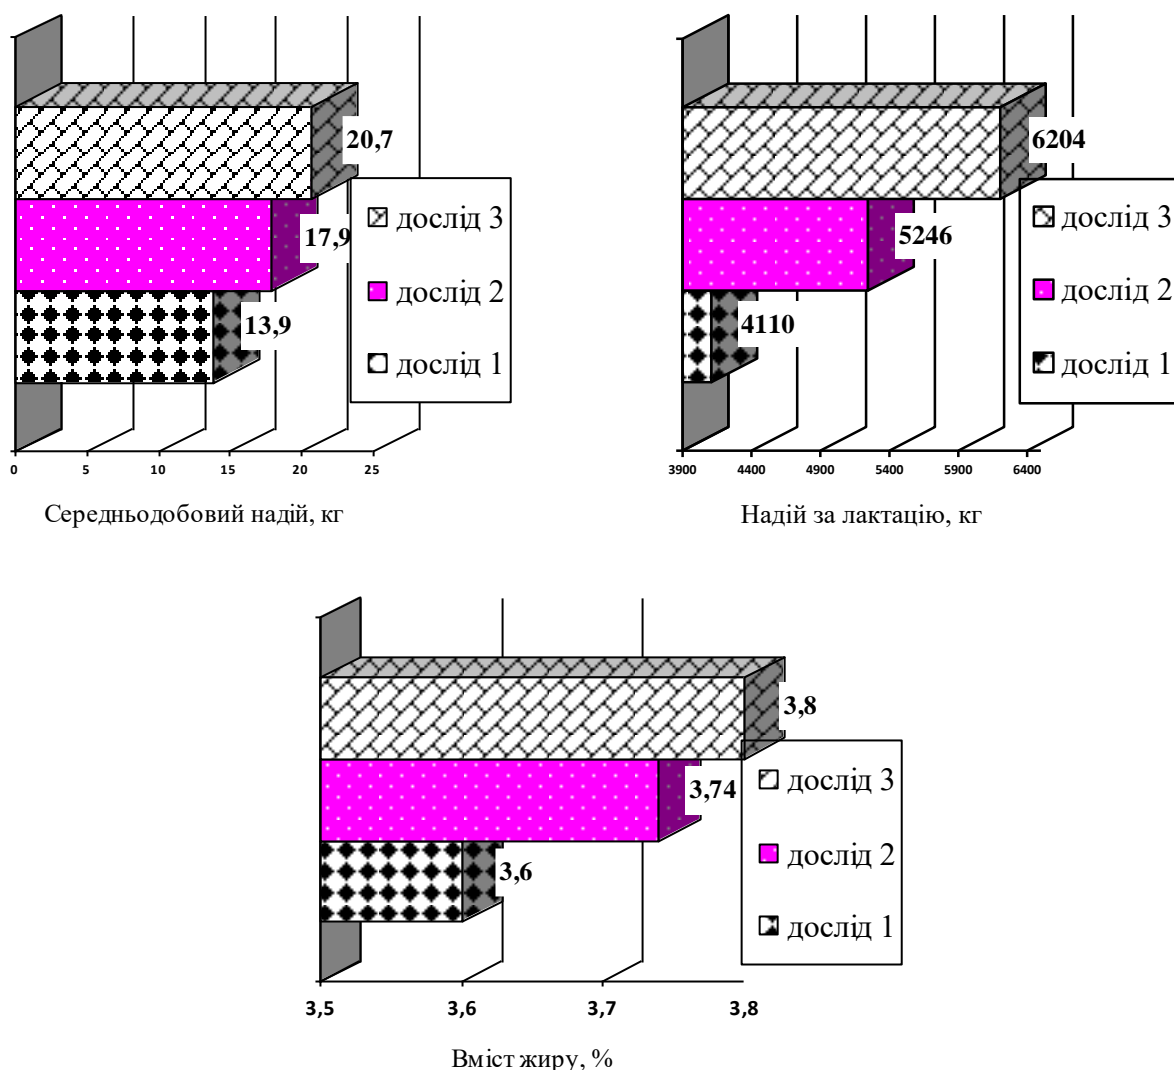 20,7
17,9
13,9
дослід 3
дослід 2
дослід 1
0 5 10 15 20 25
Середньодобовий надій, кг
6204
5246
4110
дослід 3
дослід 2
дослід 1
3900 4400 4900 5400 5900 6400
Надій за лактацію, кг
3,8
3,74
3,6
дослід 3
дослід 2
дослід 1
3,5 3,6 3,7 3,8
Вміст жиру, %